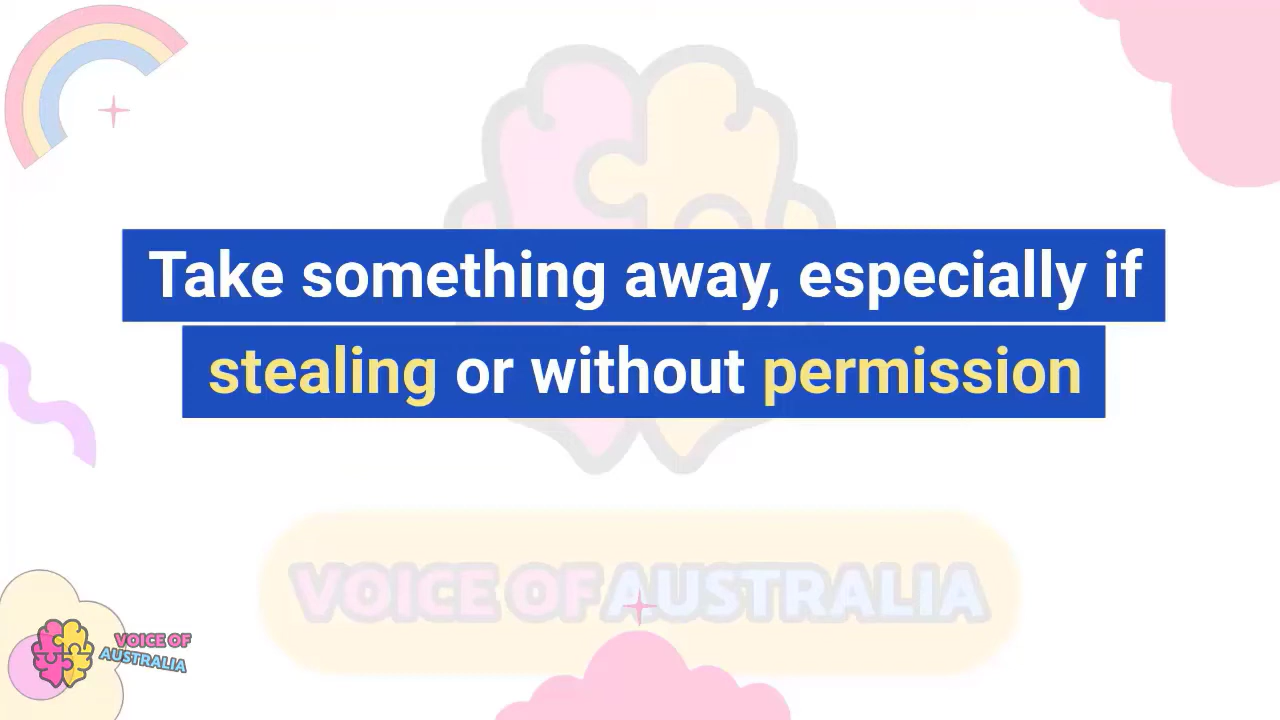 Take something away, especially if
stealing or without permission
VOICE OF AUSTRALIA
VOICE OF
AUSTRALIA